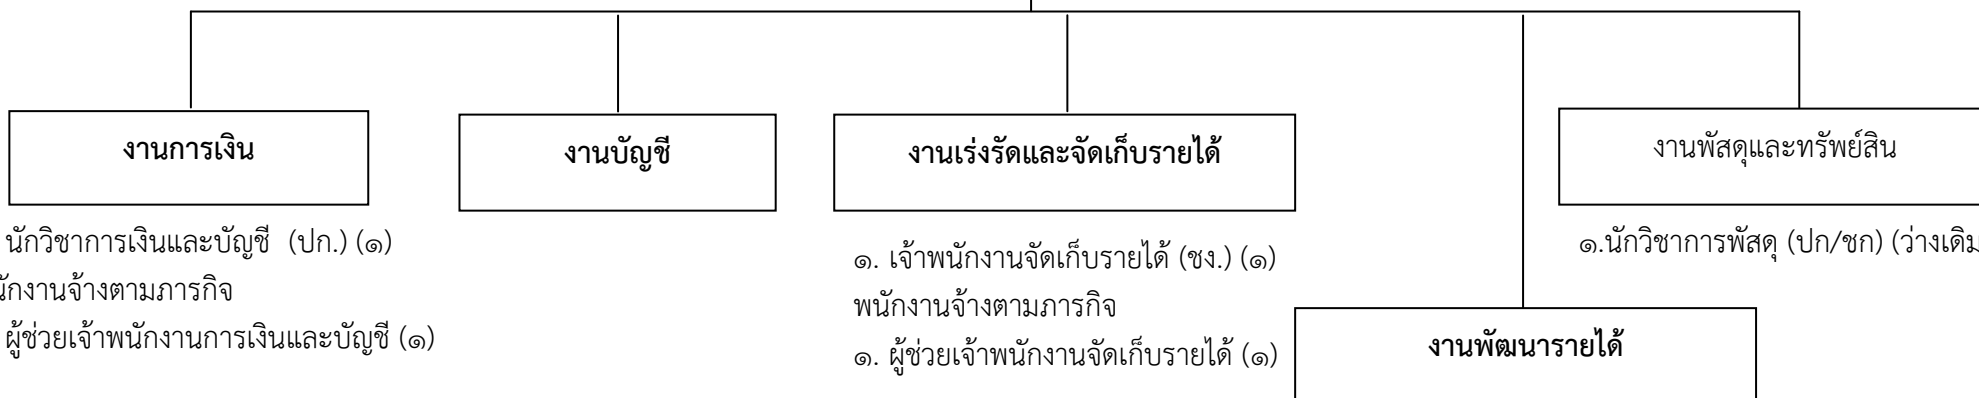 งานการเงิน
นักวิชาการเงินและบัญชี (ปก.) (๑)
นักงานจ้างตามภารกิจ
ผู้ช่วยเจ้าพนักงานการเงินและบัญชี (๑)
งานบัญชี
งานเร่งรัดและจัดเก็บรายได้
๑. เจ้าพนักงานจัดเก็บรายได้ (ชง.) (๑)
พนักงานจ้างตามภารกิจ
๑. ผู้ช่วยเจ้าพนักงานจัดเก็บรายได้ (๑)
งานพัฒนารายได้
งานพัสดุและทรัพย์สิน
๑.นักวิชาการพัสดุ (ปก/ชก) (ว่างเดิม